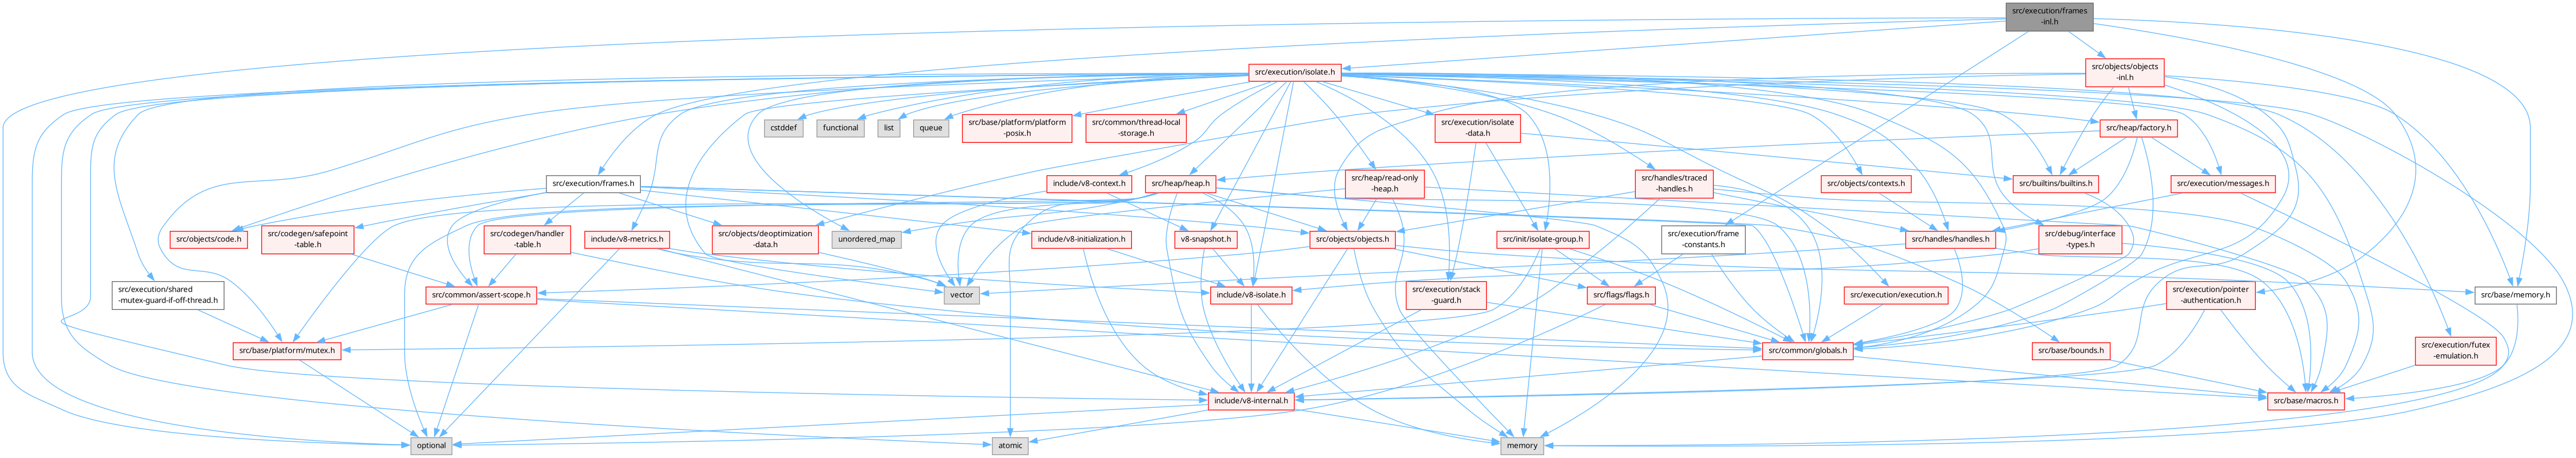 src/execution/frames
-inl.h
src/execution/isolate.h
src/objects/objects
-inl.h
cstddef
functional
list
queue
src/base/platform/platform
-posix.h
src/common/thread-local
-storage.h
src/execution/isolate
-data.h
src/heap/factory.h
src/execution/frames.h
include/v8-context.h
src/heap/heap.h
src/heap/read-only
-heap.h
src/handles/traced
-handles.h
src/objects/contexts.h
src/builtins/builtins.h
src/execution/messages.h
src/objects/code.h
src/codegen/safepoint
-table.h
src/codegen/handler
-table.h
include/v8-metrics.h
src/objects/deoptimization
-data.h
unordered_map
include/v8-initialization.h
v8-snapshot.h
src/objects/objects.h
src/init/isolate-group.h
src/execution/frame
-constants.h
src/handles/handles.h
src/debug/interface
-types.h
src/execution/shared
-mutex-guard-if-off-thread.h
src/common/assert-scope.h
vector
include/v8-isolate.h
src/execution/stack
-guard.h
src/flags/flags.h
src/execution/execution.h
src/execution/pointer
-authentication.h
src/base/memory.h
src/base/platform/mutex.h
src/common/globals.h
src/base/bounds.h
src/execution/futex
-emulation.h
include/v8-internal.h
src/base/macros.h
optional
atomic
memory